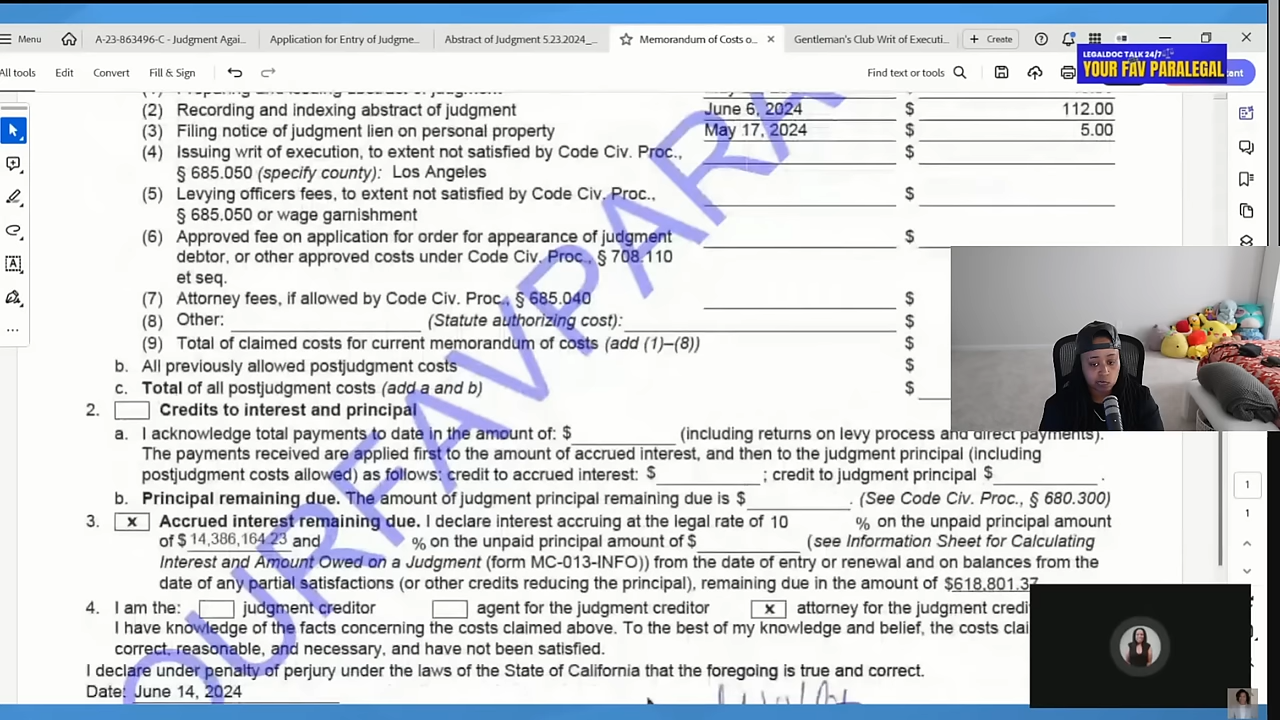 Menu A-23-863496-C - Judgment Agai... Application for Entry of Judgme... Abstract of Judgment 5.23.2024_... Memorandum of Costs o... × Gentleman's Club Writ of Executi... + Create
LEGALDOC TALK 24/7
YOUR FAV PARALEGAL
All tools Edit Convert Fill & Sign Find text or tools
(2) Recording and indexing abstract of judgment June 6, 2024 $ 112.00
(3) Filing notice of judgment lien on personal property May 17, 2024 $ 5.00
(4) Issuing writ of execution, to extent not satisfied by Code Civ. Proc., $
§ 685.050 (specify county): Los Angeles
(5) Levying officers fees, to extent not satisfied by Code Civ. Proc., $
§ 685.050 or wage garnishment
(6) Approved fee on application for order for appearance of judgment $
debtor, or other approved costs under Code Civ. Proc., § 708.110
et seq.
(7) Attorney fees, if allowed by Code Civ. Proc., § 685.040 $
(8) Other: (Statute authorizing cost): $
(9) Total of claimed costs for current memorandum of costs (add (1)–(8)) $
b. All previously allowed postjudgment costs $
c. Total of all postjudgment costs (add a and b) $
2. Credits to interest and principal
a. I acknowledge total payments to date in the amount of: $ (including returns on levy process and direct payments).
The payments received are applied first to the amount of accrued interest, and then to the judgment principal (including
postjudgment costs allowed) as follows: credit to accrued interest: $ ; credit to judgment principal $ .
b. Principal remaining due. The amount of judgment principal remaining due is $ . (See Code Civ. Proc., § 680.300)
3. x Accrued interest remaining due. I declare interest accruing at the legal rate of 10 % on the unpaid principal amount
of $ 14,386,164.23 and % on the unpaid principal amount of $ (see Information Sheet for Calculating
Interest and Amount Owed on a Judgment (form MC-013-INFO)) from the date of entry or renewal and on balances from the
date of any partial satisfactions (or other credits reducing the principal), remaining due in the amount of $618,801.37
4. I am the: judgment creditor agent for the judgment creditor x attorney for the judgment
I have knowledge of the facts concerning the costs claimed above. To the best of my knowledge and belief, the costs
correct, reasonable, and necessary, and have not been satisfied.
I declare under penalty of perjury under the laws of the State of California that the foregoing is true and correct.
Date: June 14, 2024
OURFAVPARA
1
1